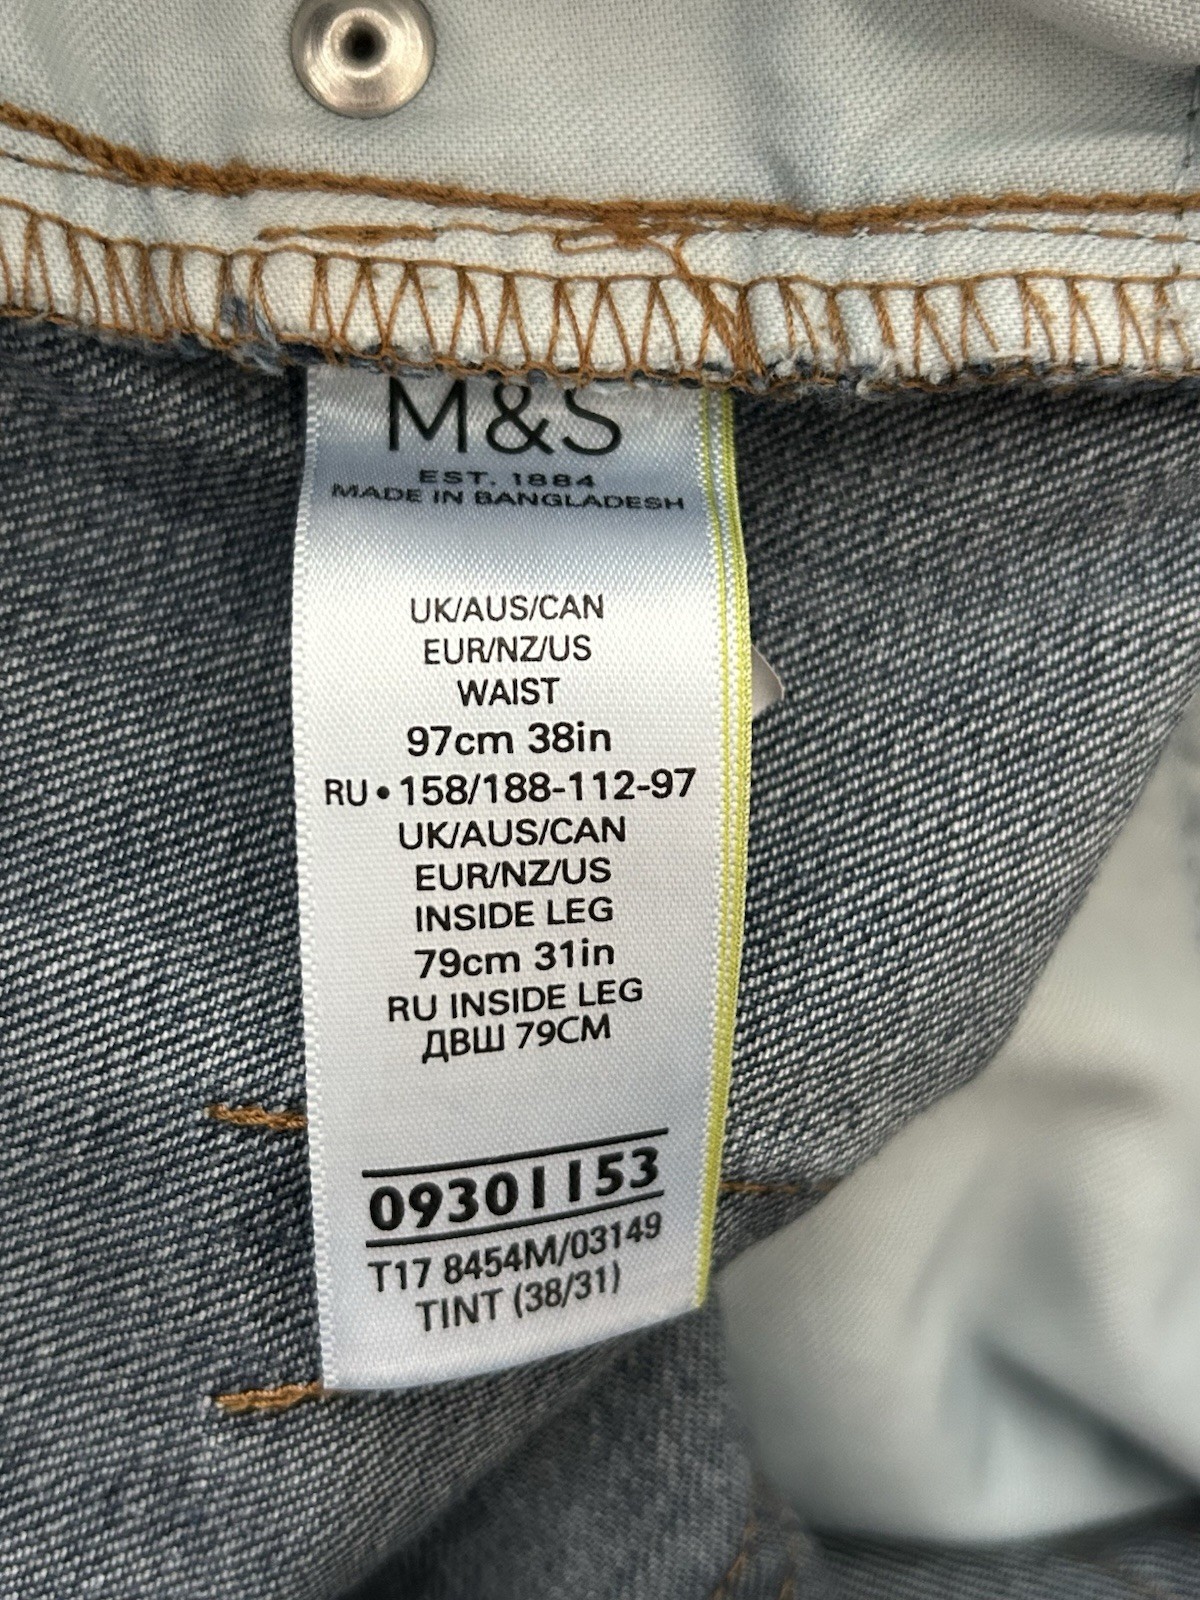 M&S
EST. 1884
MADE IN BANGLADESH
UK/AUS/CAN
EUR/NZ/US
WAIST
97cm 38in
RU • 158/188-112-97
UK/AUS/CAN
EUR/NZ/US
INSIDE LEG
79cm 31in
RU INSIDE LEG
ДВШ 79CM
09301153
T17 8454M/03149
TINT (38/31)